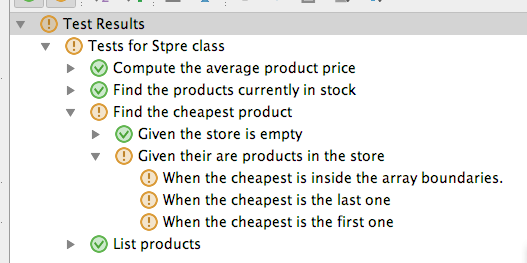 Test Results
Tests for Stpre class
Compute the average product price
Find the products currently in stock
Find the cheapest product
Given the store is empty
Given their are products in the store
When the cheapest is inside the array boundaries.
When the cheapest is the last one
When the cheapest is the first one
List products